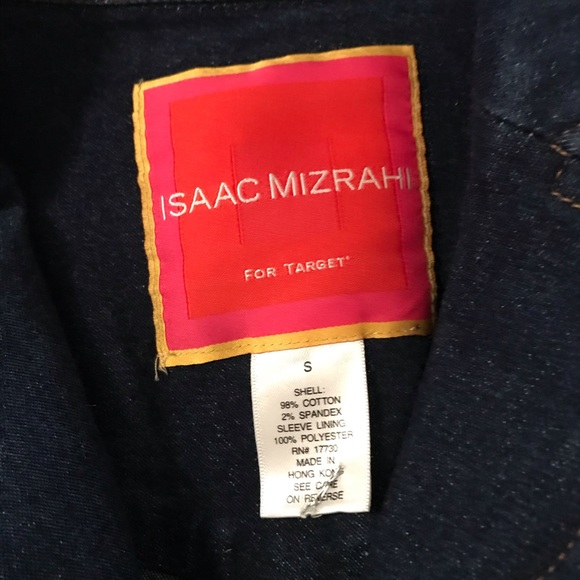 ISAAC MIZRAHI
FOR TARGET*
S
SHELL:
98% COTTON
2% SPANDEX
SLEEVE LINING:
100% POLYESTER
RN# 17730
MADE IN
HONG KONG
SEE CARE
ON REVERSE